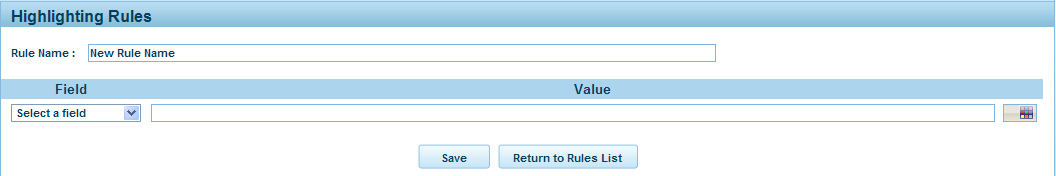 Highlighting Rules
Rule Name : New Rule Name
Field Value
Select a field
Save Return to Rules List